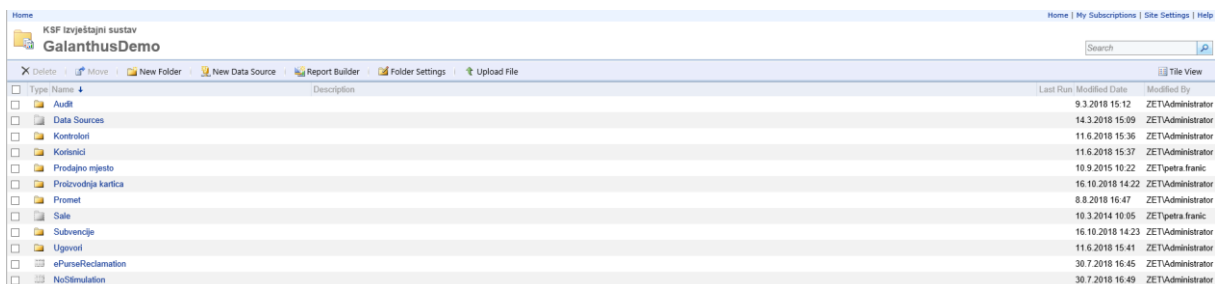 Home Home | My Subscriptions | Site Settings | Help
KSF Izvještajni sustav
GalanthusDemo
Search
Delete Move New Folder New Data Source Report Builder Folder Settings Upload File Tile View
Type Name Description Last Run Modified Date Modified By
Audit 9.3.2018 15:12 ZET\Administrator
Data Sources 14.3.2018 15:09 ZET\Administrator
Kontrolori 11.6.2018 15:36 ZET\Administrator
Korisnici 11.6.2018 15:37 ZET\Administrator
Prodajno mjesto 10.9.2015 10:22 ZET\petra.franic
Proizvodnja kartica 16.10.2018 14:22 ZET\Administrator
Promet 8.8.2018 16:47 ZET\Administrator
Sale 10.3.2014 10:05 ZET\petra.franic
Subvencije 16.10.2018 14:23 ZET\Administrator
Ugovori 11.6.2018 15:41 ZET\Administrator
ePurseReclamation 30.7.2018 16:45 ZET\Administrator
NoStimulation 30.7.2018 16:49 ZET\Administrator